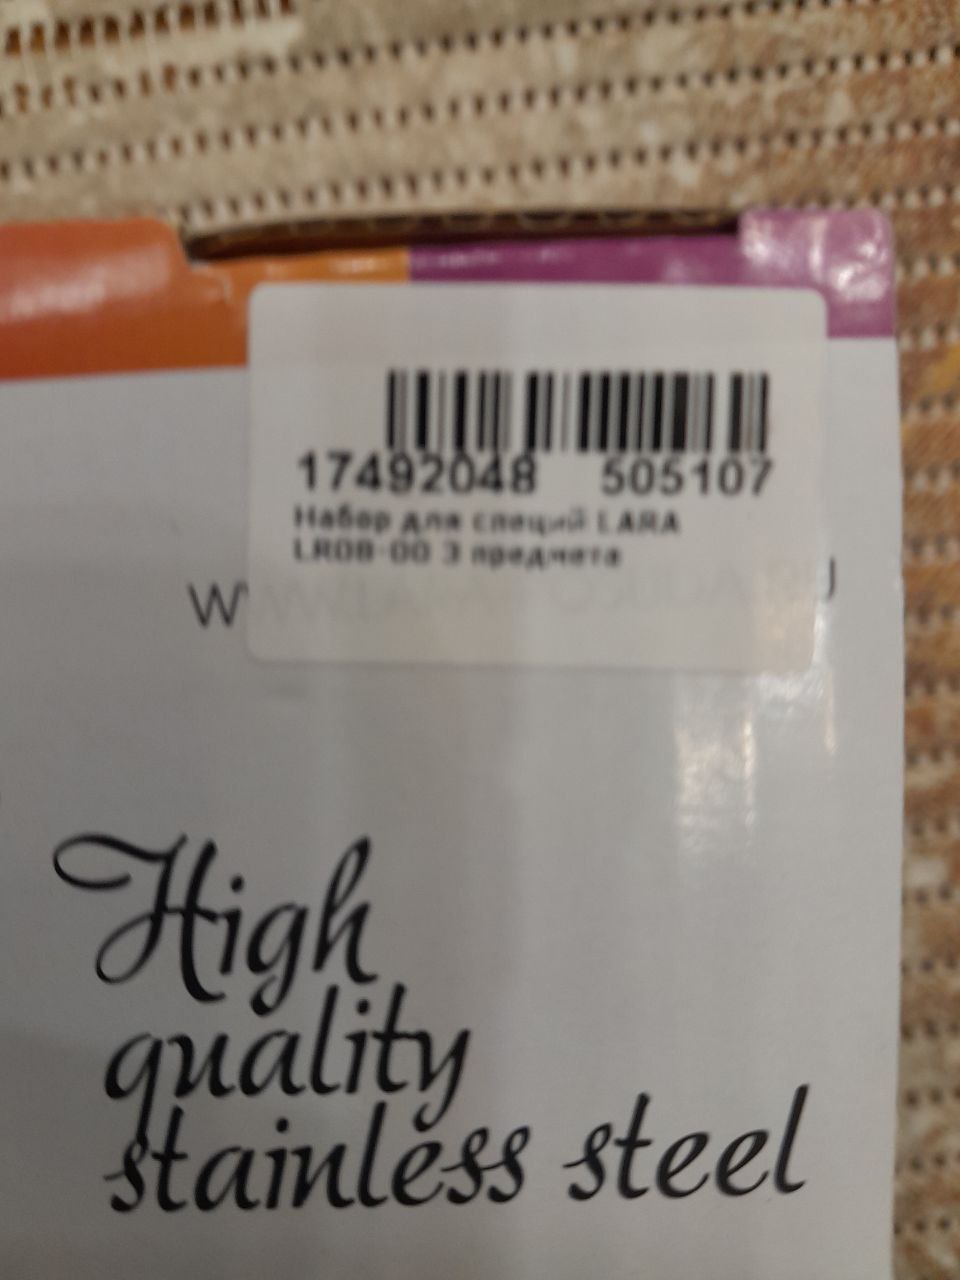 17492048 505107
Набор для специй LARA
LR08-00 3 предмета
High
quality
stainless steel